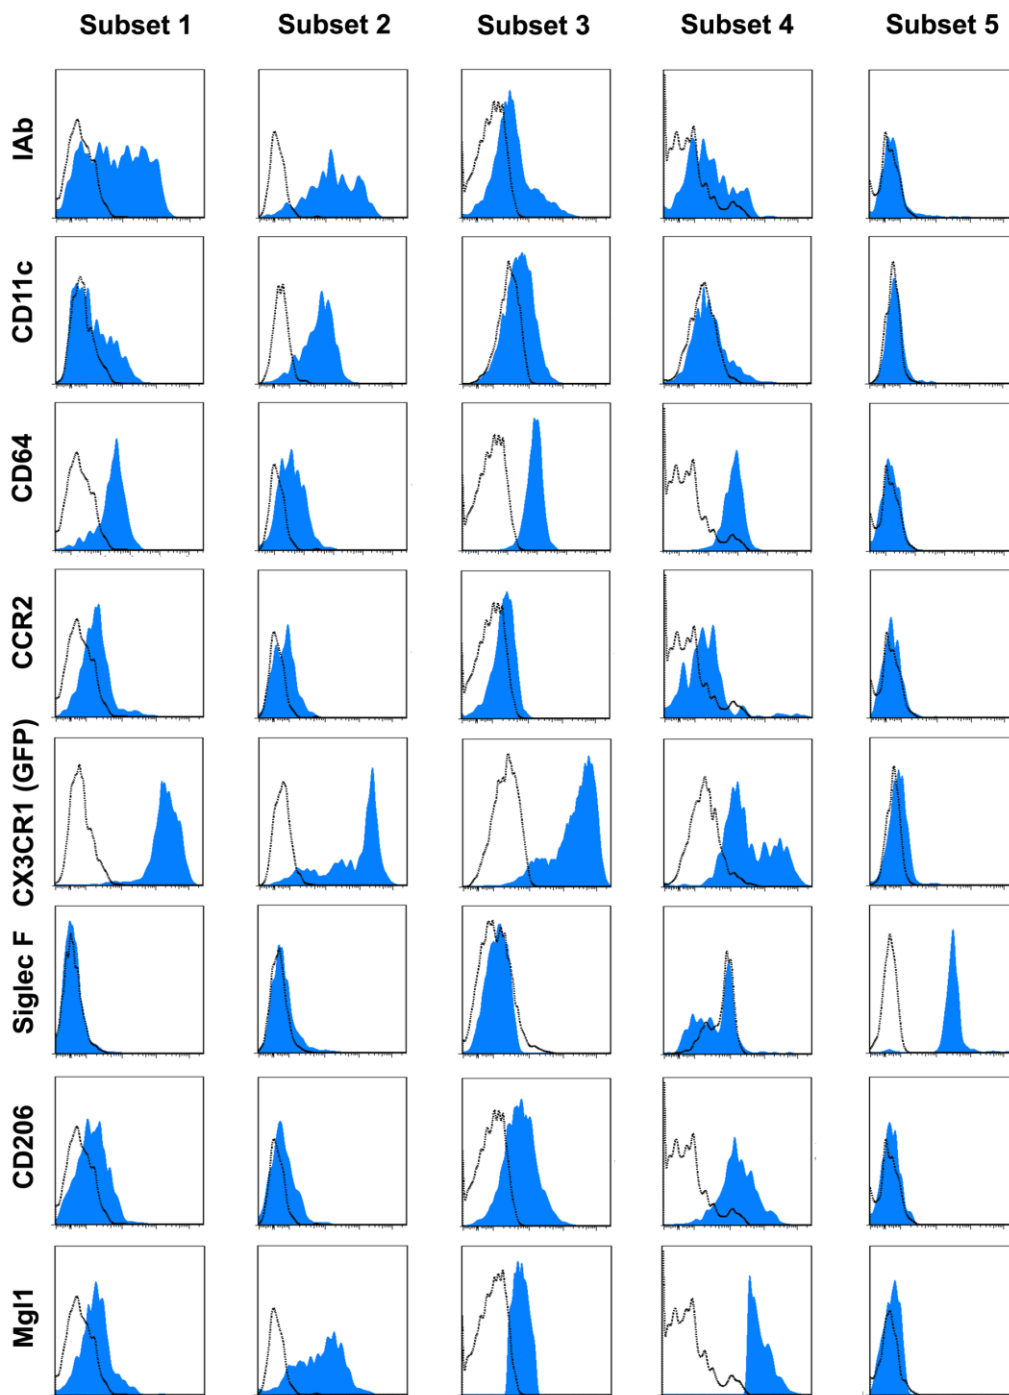 Subset 1 Subset 2 Subset 3 Subset 4 Subset 5
IAb
CD11c
CD64
CCR2
CX3CR1 (GFP)
Siglec F
CD206
Mgl1